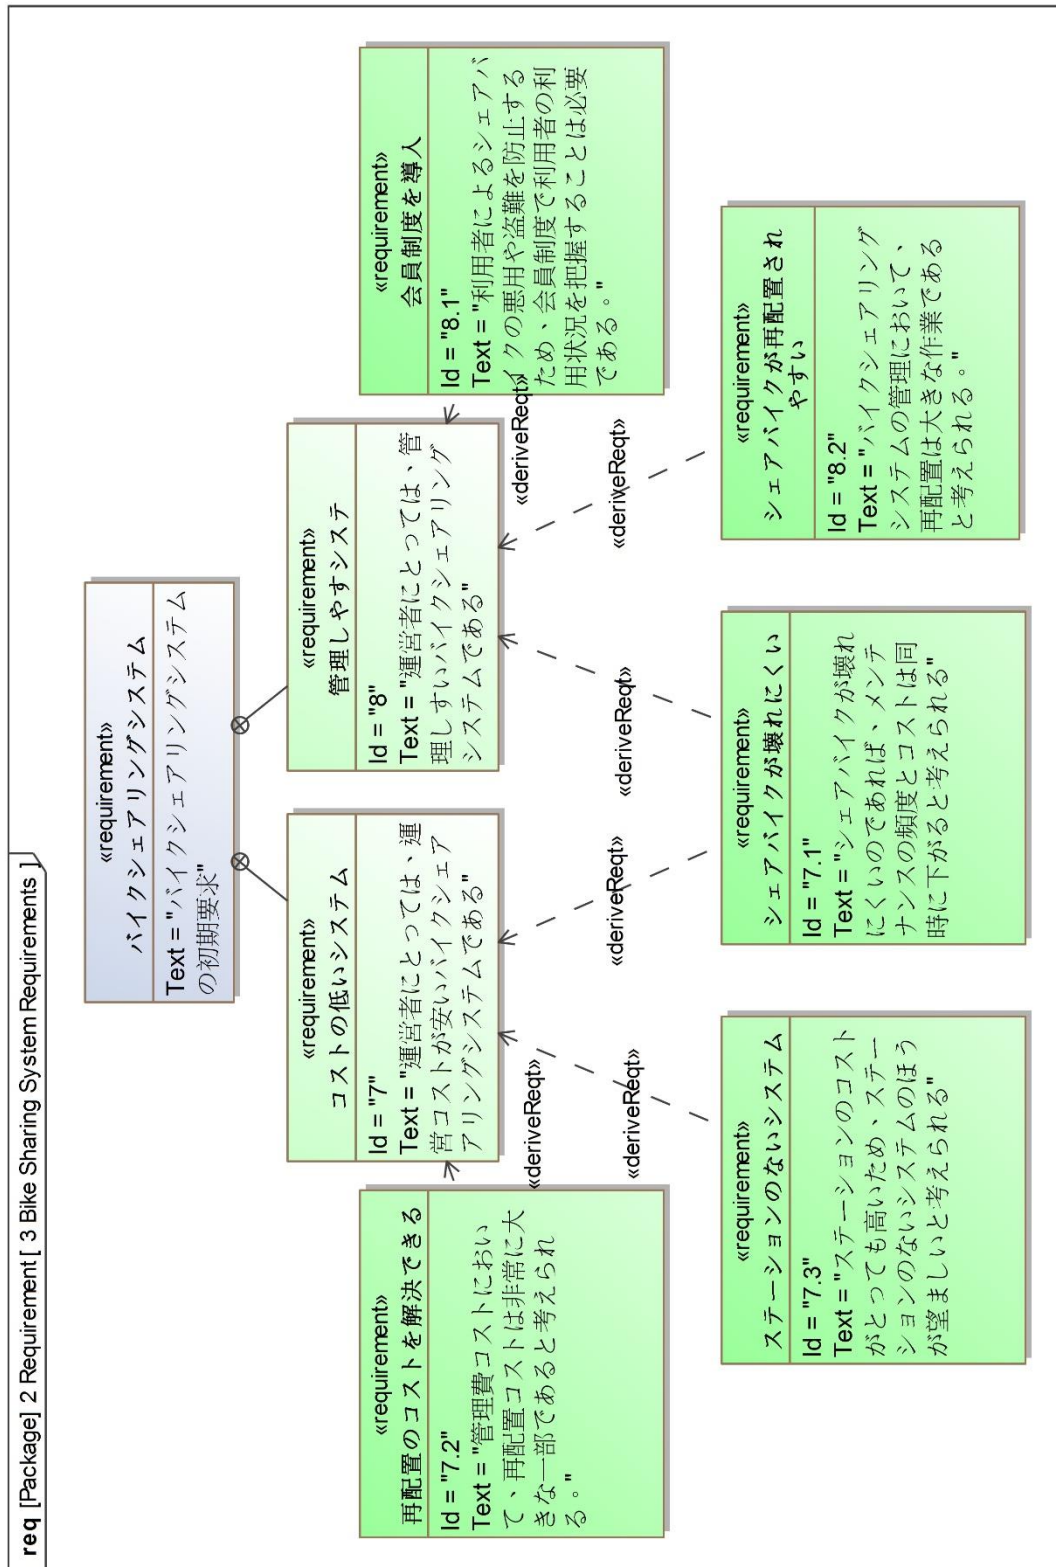 req [Package] 2 Requirement [ 3 Bike Sharing System Requirements ]
«requirement»
バイクシェアリングシステム
Text = "バイクシェアリングシステム
の初期要求"
«requirement»
コストの低いシステム
Id = "7"
Text = "運営者にとっては、運
営コストが安いバイクシェア
リングシステムである"
«requirement»
管理しやすシステ
Id = "8"
Text = "運営者にとっては、管
理しすいバイクシェアリング
システムである"
«requirement»
再配置のコストを解決できる
Id = "7.2"
Text = "管理費コストにおい
て、再配置コストは非常に大
きな一部であると考えられ
る。"
«requirement»
会員制度を導入
Id = "8.1"
Text = "利用者によるシェアバ
イクの悪用や盗難を防止する
ため、会員制度で利用者の利
用状況を把握することは必要
である。"
«deriveReqt»
«deriveReqt»
«deriveReqt»
«deriveReqt»
«deriveReqt»
«deriveReqt»
«requirement»
ステーションのないシステム
Id = "7.3"
Text = "ステーションのコスト
がとっても高いため、ステー
ションのないシステムのほう
が望ましいと考えられる"
«requirement»
シェアバイクが壊れにくい
Id = "7.1"
Text = "シェアバイクが壊れ
にくいのであれば、メンテ
ナンスの頻度とコストは同
時に下がると考えられる"
«requirement»
シェアバイクが再配置され
やすい
Id = "8.2"
Text = "バイクシェアリング
システムの管理において、
再配置は大きな作業である
と考えられる。"